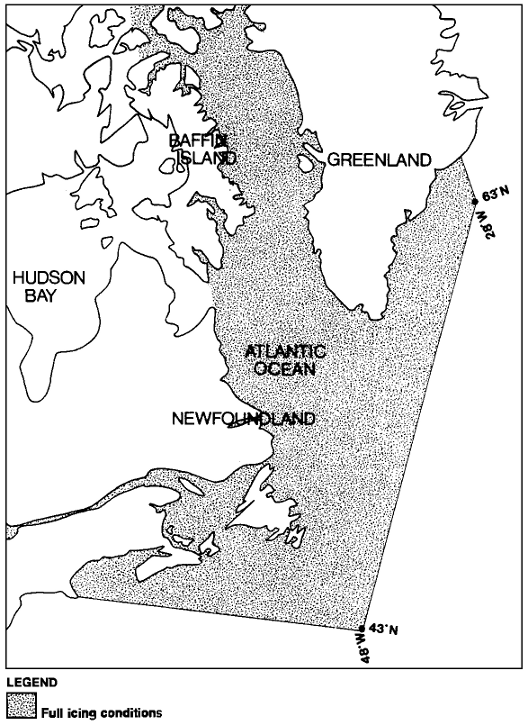 BAFFIN
ISLAND
GREENLAND
63°N
28°W
HUDSON
BAY
ATLANTIC
OCEAN
NEWFOUNDLAND
43°N
48°W
LEGEND
Full icing conditions